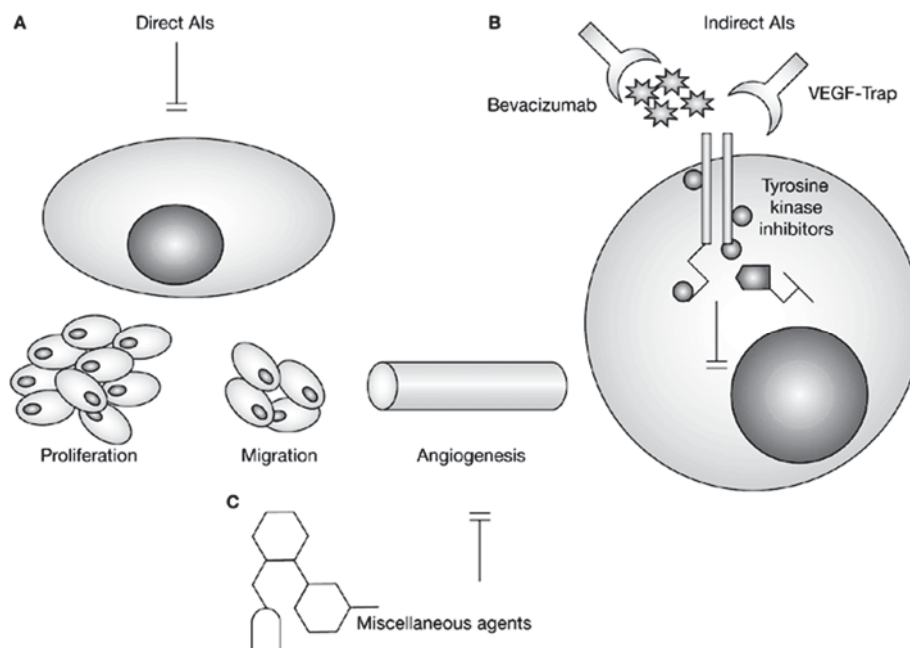 A
Direct AIs
B
Indirect AIs
Bevacizumab
VEGF-Trap
Tyrosine
kinase
inhibitors
Proliferation
Migration
Angiogenesis
C
Miscellaneous agents